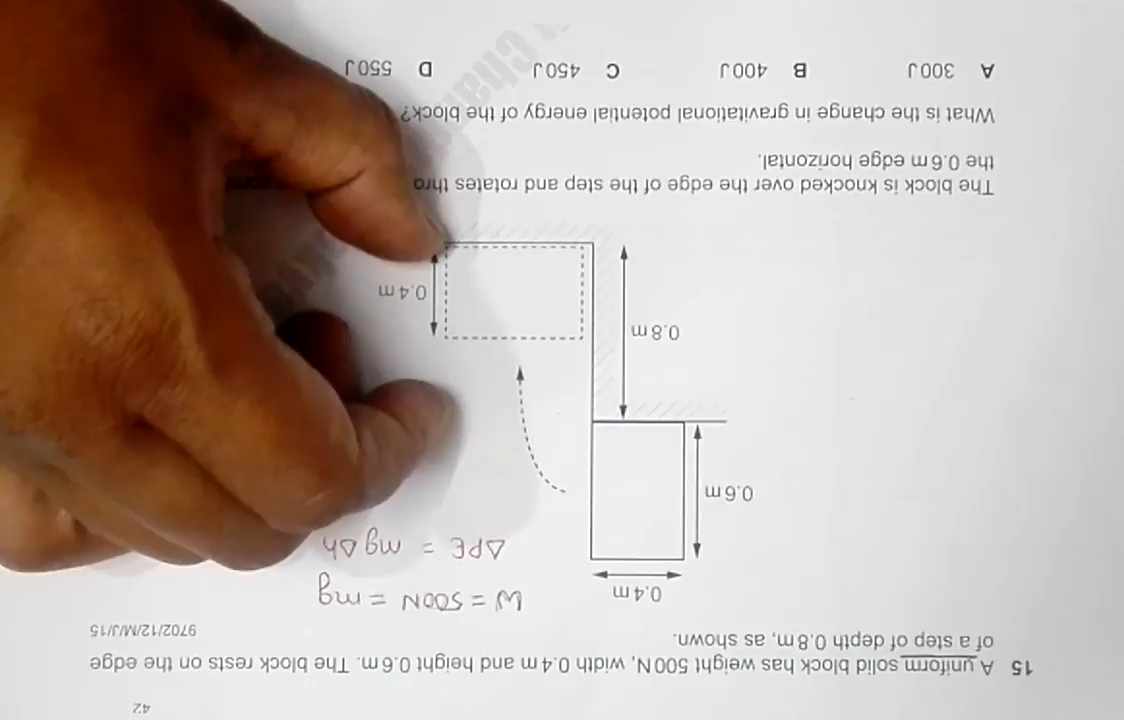 42
15 A uniform solid block has weight 500 N, width 0.4 m and height 0.6 m. The block rests on the edge
of a step of depth 0.8 m, as shown.
9702/12/M/J/15
W = 500N = mg
ΔPE = mgΔh
0.4 m
0.6 m
0.8 m
0.4 m
The block is knocked over the edge of the step and rotates
the 0.6 m edge horizontal.
What is the change in gravitational potential energy of the block?
A 300 J B 400 J C 450 J D 550 J